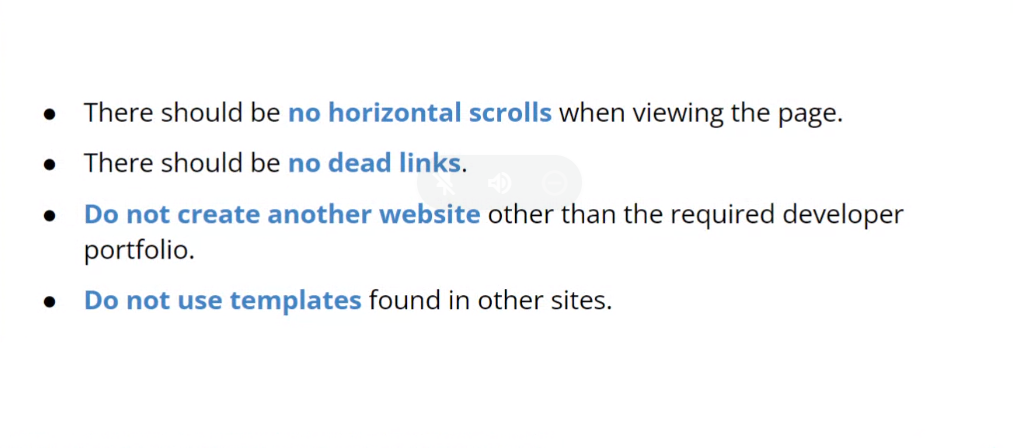 ● There should be no horizontal scrolls when viewing the page.
● There should be no dead links.
● Do not create another website other than the required developer
portfolio.
● Do not use templates found in other sites.